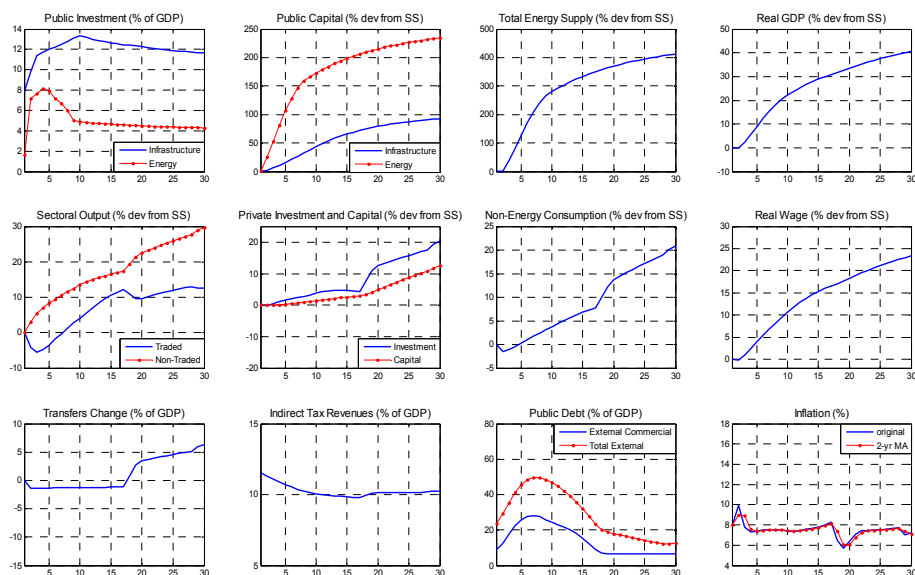 Public Investment (% of GDP)
14
12
10
8
6
4
2
0
5 10 15 20 25 30
Infrastructure
Energy
Public Capital (% dev from SS)
250
200
150
100
50
0
5 10 15 20 25 30
Infrastructure
Energy
Total Energy Supply (% dev from SS)
500
400
300
200
100
0
5 10 15 20 25 30
Real GDP (% dev from SS)
50
40
30
20
10
0
-10
5 10 15 20 25 30
Sectoral Output (% dev from SS)
30
20
10
0
-10
5 10 15 20 25 30
Traded
Non-Traded
Private Investment and Capital (% dev from SS)
20
10
0
-10
-20
5 10 15 20 25 30
Investment
Capital
Non-Energy Consumption (% dev from SS)
25
20
15
10
5
0
-5
5 10 15 20 25 30
Real Wage (% dev from SS)
30
25
20
15
10
5
0
-5
5 10 15 20 25 30
Transfers Change (% of GDP)
15
10
5
0
-5
-10
-15
5 10 15 20 25 30
Indirect Tax Revenues (% of GDP)
15
10
5
5 10 15 20 25 30
Public Debt (% of GDP)
80
60
40
20
0
5 10 15 20 25 30
External Commercial
Total External
Inflation (%)
18
16
14
12
10
8
6
4
5 10 15 20 25 30
original
2-yr MA